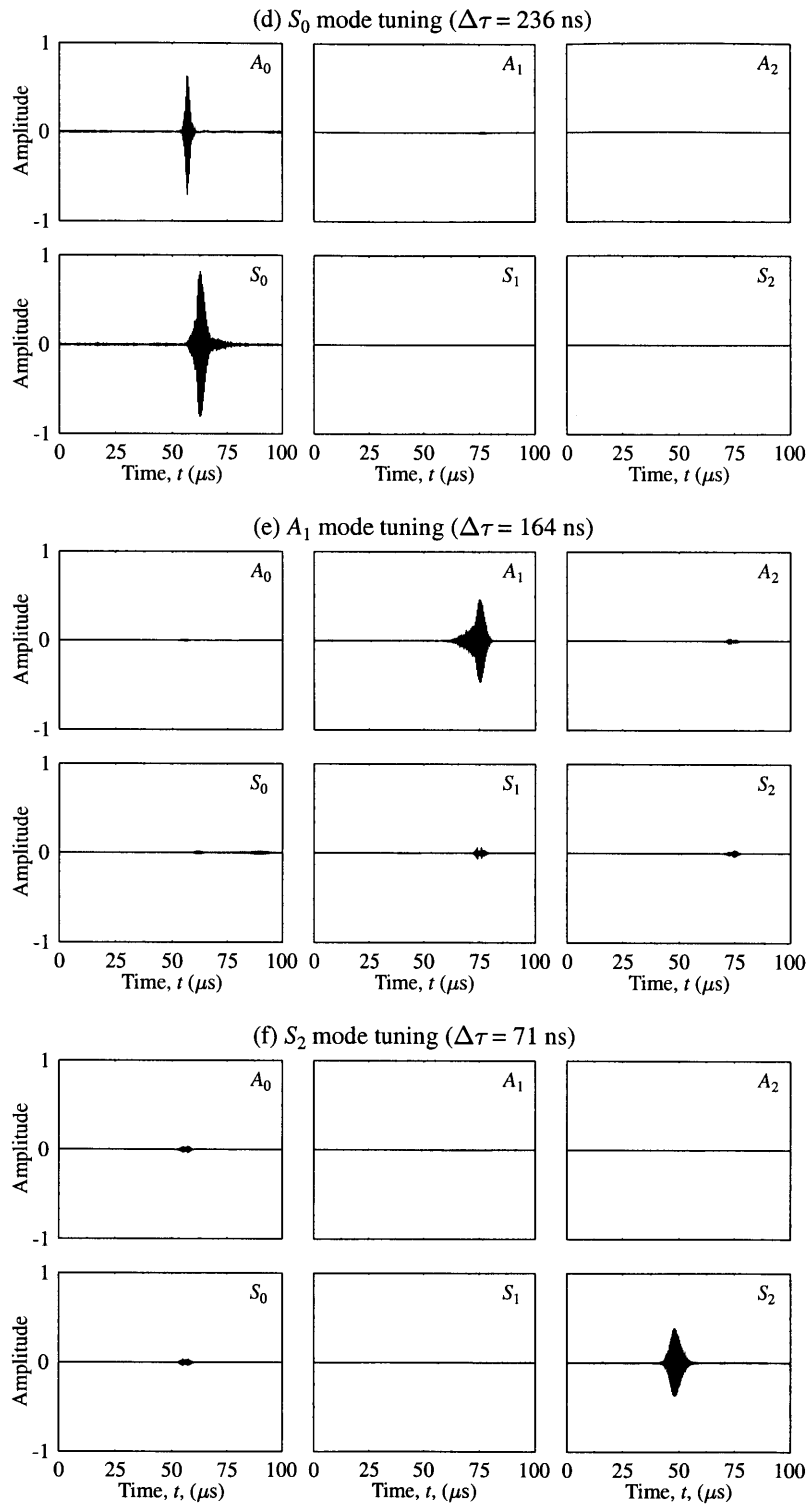 (d) S₀ mode tuning (Δτ = 236 ns)
1
0
-1
Amplitude
A₀
A₁
A₂
1
0
-1
Amplitude
S₀
S₁
S₂
0 25 50 75 100
0 25 50 75 100
0 25 50 75 100
Time, t (μs)
Time, t (μs)
Time, t (μs)
(e) A₁ mode tuning (Δτ = 164 ns)
1
0
-1
Amplitude
A₀
A₁
A₂
1
0
-1
Amplitude
S₀
S₁
S₂
0 25 50 75 100
0 25 50 75 100
0 25 50 75 100
Time, t (μs)
Time, t (μs)
Time, t (μs)
(f) S₂ mode tuning (Δτ = 71 ns)
1
0
-1
Amplitude
A₀
A₁
A₂
1
0
-1
Amplitude
S₀
S₁
S₂
0 25 50 75 100
0 25 50 75 100
0 25 50 75 100
Time, t, (μs)
Time, t, (μs)
Time, t, (μs)